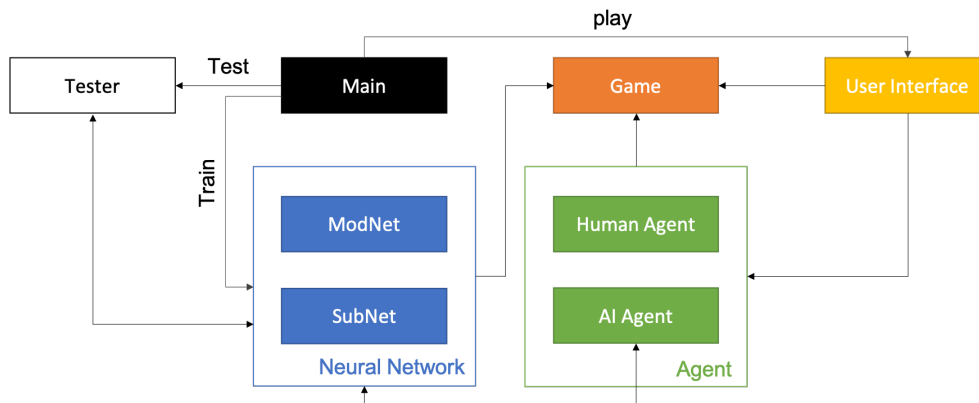 play
Tester
Test
Main
Game
User Interface
Train
ModNet
Human Agent
SubNet
AI Agent
Neural Network
Agent